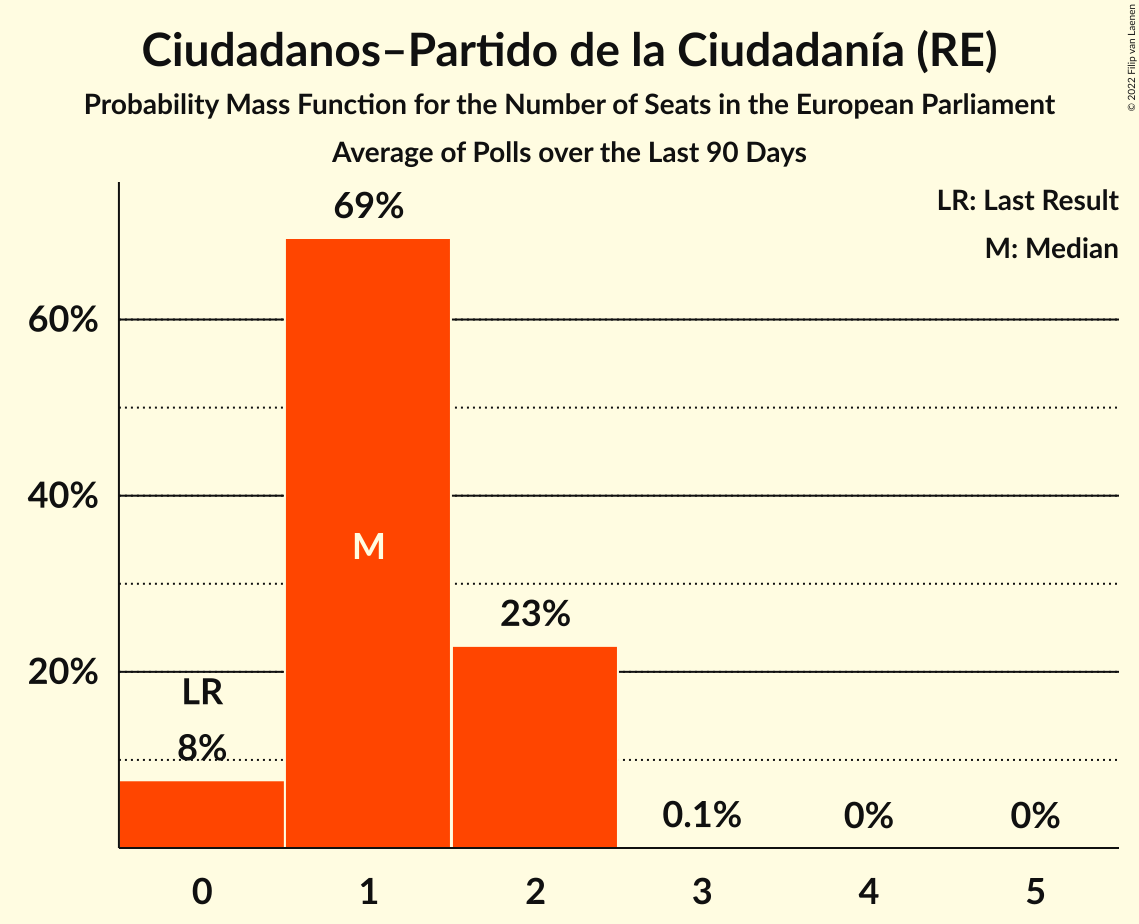 Ciudadanos–Partido de la Ciudadanía (RE)
Probability Mass Function for the Number of Seats in the European Parliament
Average of Polls over the Last 90 Days
© 2022 Filip van Laenen
LR: Last Result
M: Median
69%
60%
40%
M
23%
20%
LR
8%
0.1%
0%
0%
0 1 2 3 4 5